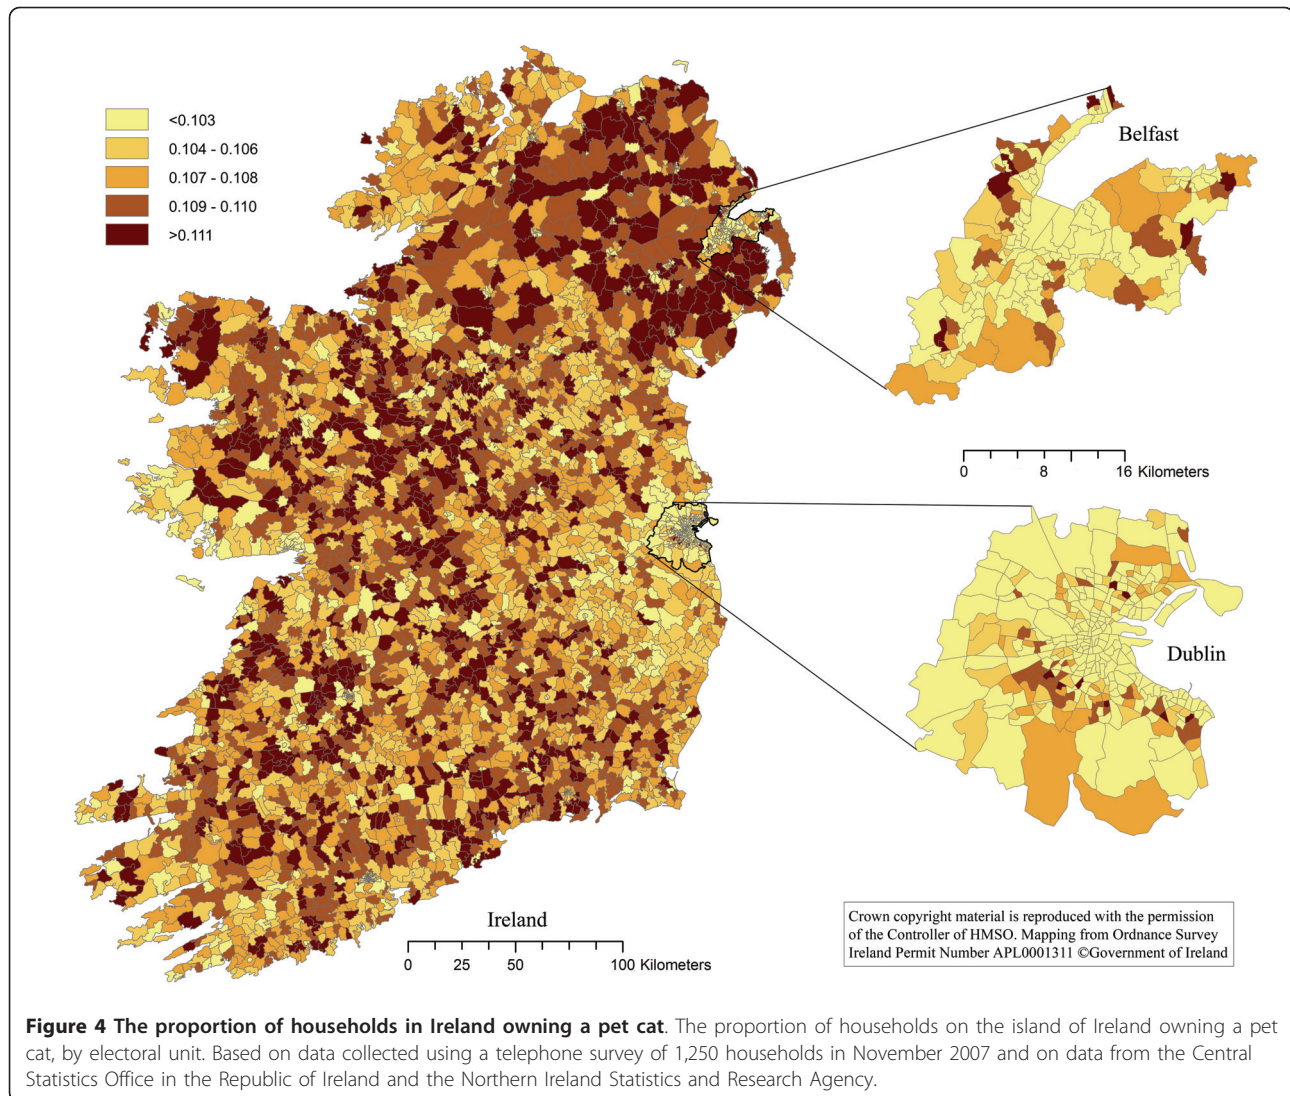 <0.103
0.104 - 0.106
0.107 - 0.108
0.109 - 0.110
>0.111
Belfast
0 8 16 Kilometers
Dublin
Ireland
0 25 50 100 Kilometers
Crown copyright material is reproduced with the permission
of the Controller of HMSO. Mapping from Ordnance Survey
Ireland Permit Number APL0001311 ©Government of Ireland
Figure 4 The proportion of households in Ireland owning a pet cat. The proportion of households on the island of Ireland owning a pet
cat, by electoral unit. Based on data collected using a telephone survey of 1,250 households in November 2007 and on data from the Central
Statistics Office in the Republic of Ireland and the Northern Ireland Statistics and Research Agency.